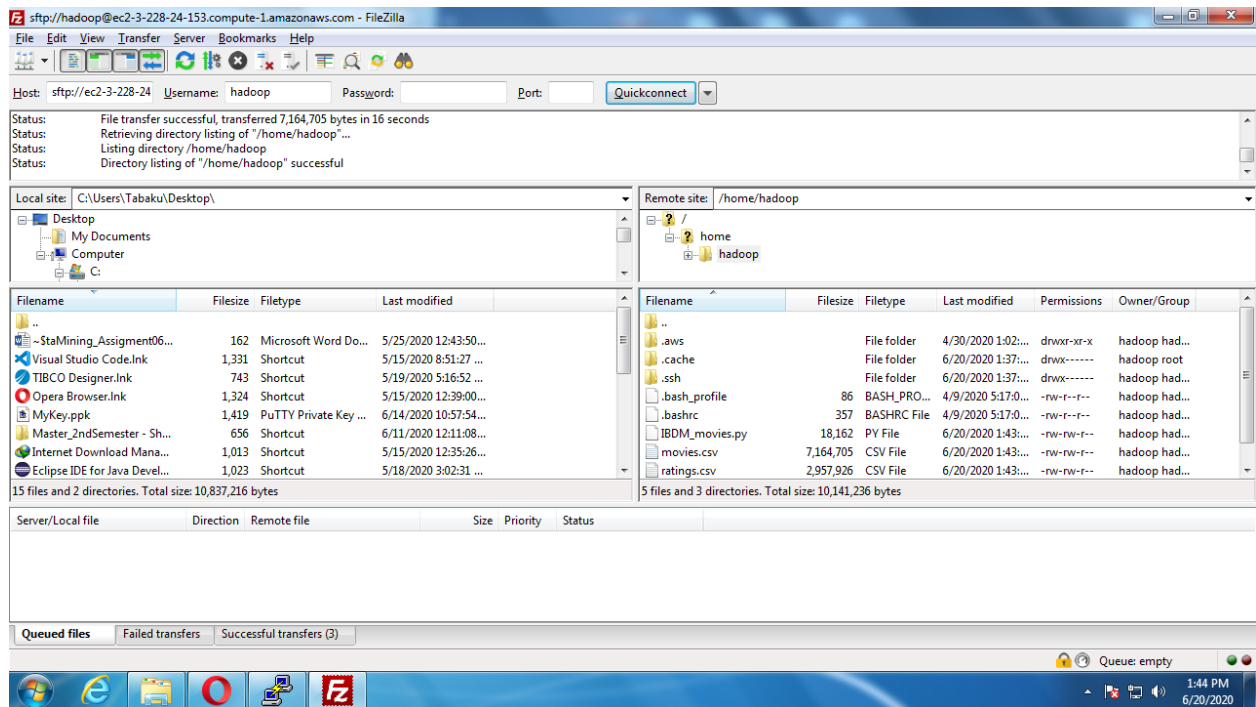 sftp://hadoop@ec2-3-228-24-153.compute-1.amazonaws.com - FileZilla
File Edit View Transfer Server Bookmarks Help
Host: sftp://ec2-3-228-24 Username: hadoop Password: Port: Quickconnect
Status: File transfer successful, transferred 7,164,705 bytes in 16 seconds
Status: Retrieving directory listing of "/home/hadoop"...
Status: Listing directory /home/hadoop
Status: Directory listing of "/home/hadoop" successful
Local site: C:\Users\Tabaku\Desktop\
Desktop
My Documents
Computer
C:
Filename Filesize Filetype Last modified
..
~$taMining_Assigment06... 162 Microsoft Word Do... 5/25/2020 12:43:50...
Visual Studio Code.lnk 1,331 Shortcut 5/15/2020 8:51:27 ...
TIBCO Designer.lnk 743 Shortcut 5/19/2020 5:16:52 ...
Opera Browser.lnk 1,324 Shortcut 5/15/2020 12:39:00...
MyKey.ppk 1,419 PuTTY Private Key ... 6/14/2020 10:57:54...
Master_2ndSemester - Sh... 656 Shortcut 6/11/2020 12:11:08...
Internet Download Mana... 1,013 Shortcut 5/15/2020 12:35:26...
Eclipse IDE for Java Devel... 1,023 Shortcut 5/18/2020 3:02:31 ...
15 files and 2 directories. Total size: 10,837,216 bytes
Remote site: /home/hadoop
/
home
hadoop
Filename Filesize Filetype Last modified Permissions Owner/Group
..
.aws File folder 4/30/2020 1:02:... drwxr-xr-x hadoop had...
.cache File folder 6/20/2020 1:37:... drwx------ hadoop root
.ssh File folder 6/20/2020 1:37:... drwx------ hadoop had...
.bash_profile 86 BASH_PRO... 4/9/2020 5:17:0... -rw-r--r-- hadoop had...
.bashrc 357 BASHRC File 4/9/2020 5:17:0... -rw-r--r-- hadoop had...
IBDM_movies.py 18,162 PY File 6/20/2020 1:43:... -rw-rw-r-- hadoop had...
movies.csv 7,164,705 CSV File 6/20/2020 1:43:... -rw-rw-r-- hadoop had...
ratings.csv 2,957,926 CSV File 6/20/2020 1:43:... -rw-rw-r-- hadoop had...
5 files and 3 directories. Total size: 10,141,236 bytes
Server/Local file Direction Remote file Size Priority Status
Queued files Failed transfers Successful transfers (3)
Queue: empty
1:44 PM
6/20/2020